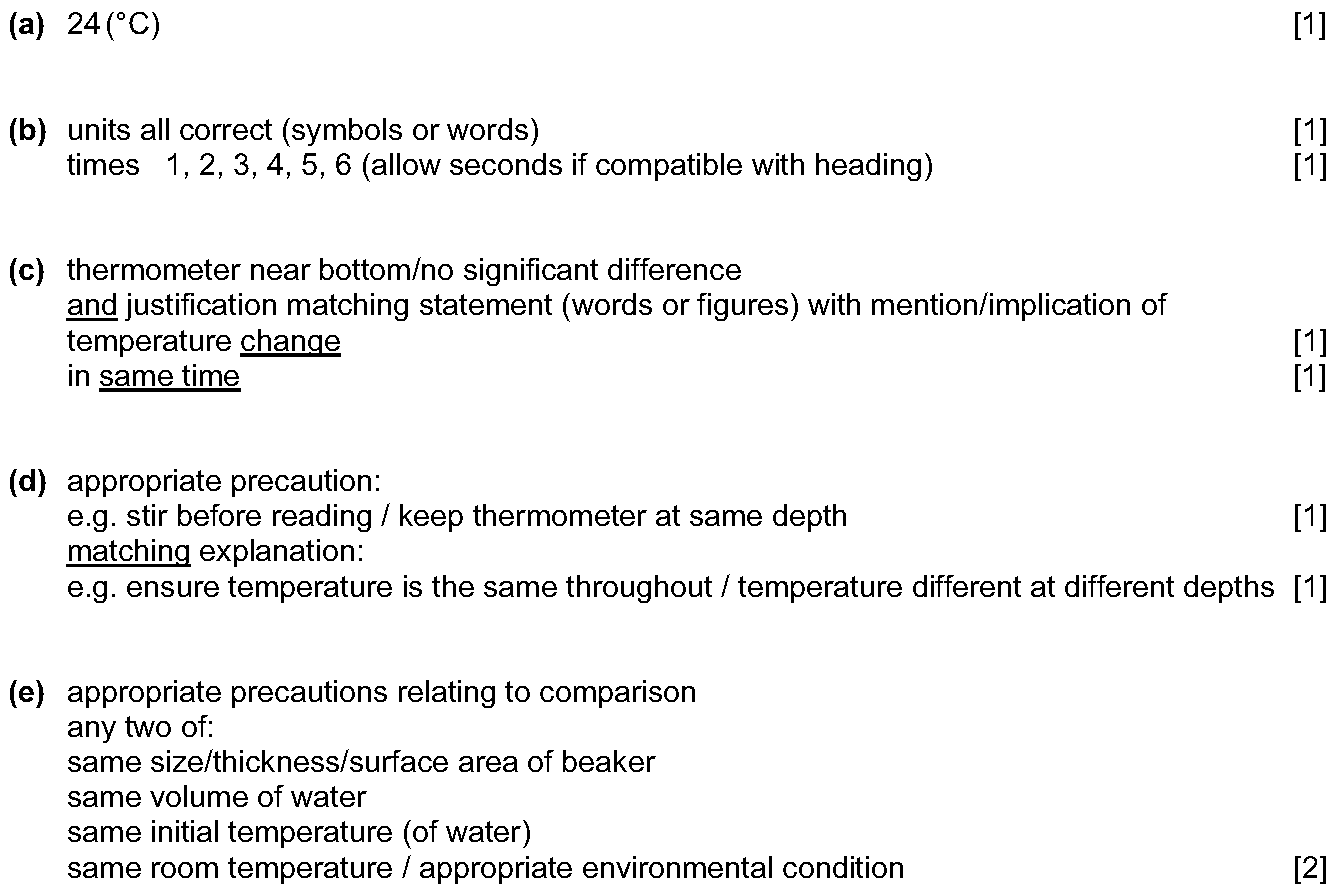 (a) 24 (°C) [1]
(b) units all correct (symbols or words) [1]
times 1, 2, 3, 4, 5, 6 (allow seconds if compatible with heading) [1]
(c) thermometer near bottom/no significant difference
and justification matching statement (words or figures) with mention/implication of
temperature change [1]
in same time [1]
(d) appropriate precaution:
e.g. stir before reading / keep thermometer at same depth [1]
matching explanation:
e.g. ensure temperature is the same throughout / temperature different at different depths [1]
(e) appropriate precautions relating to comparison
any two of:
same size/thickness/surface area of beaker
same volume of water
same initial temperature (of water)
same room temperature / appropriate environmental condition [2]